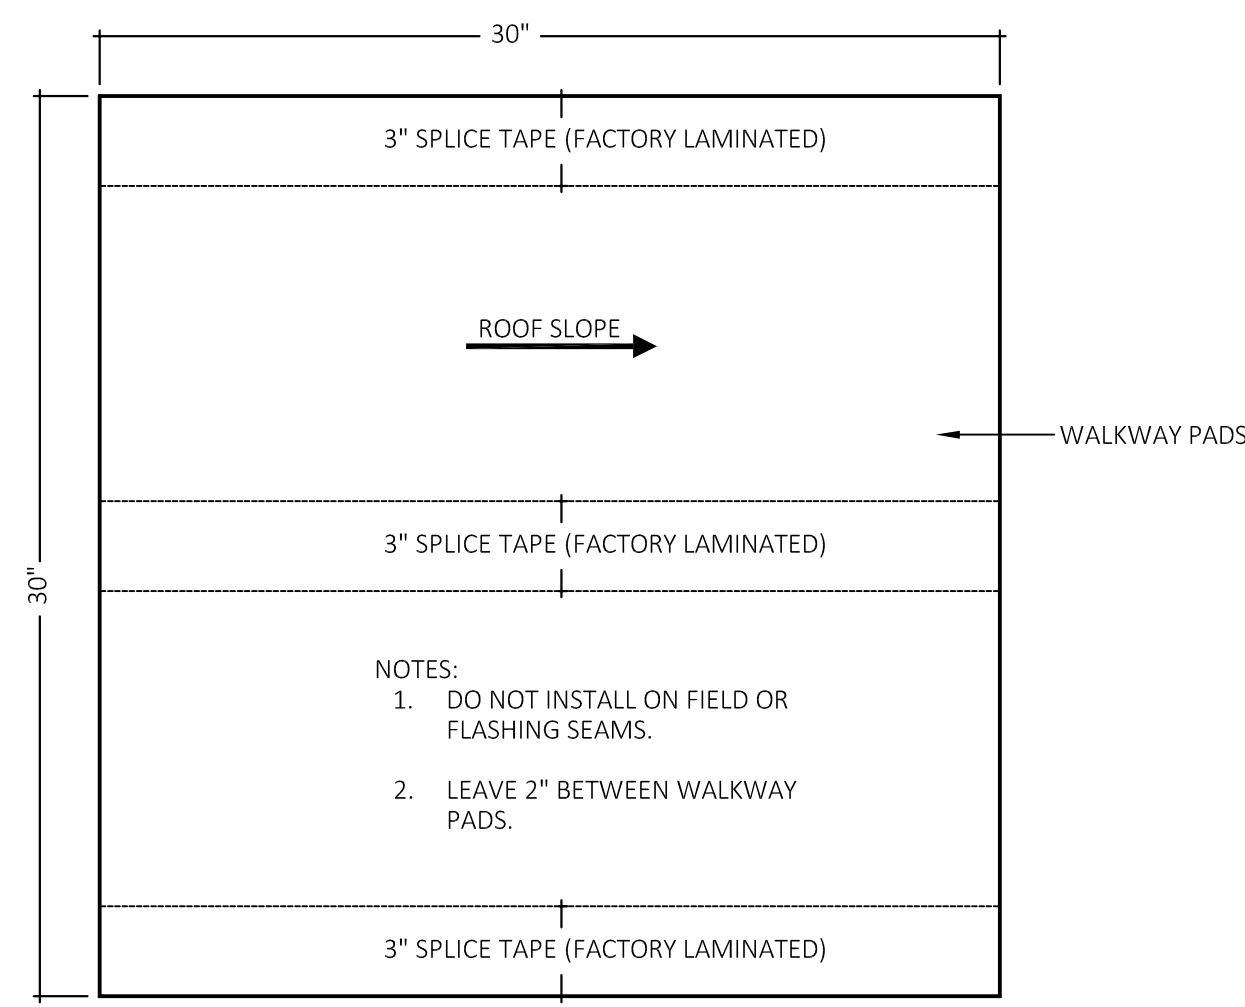 30"
3" SPLICE TAPE (FACTORY LAMINATED)
ROOF SLOPE
WALKWAY PADS
3" SPLICE TAPE (FACTORY LAMINATED)
30"
NOTES:
1. DO NOT INSTALL ON FIELD OR
FLASHING SEAMS.
2. LEAVE 2" BETWEEN WALKWAY
PADS.
3" SPLICE TAPE (FACTORY LAMINATED)